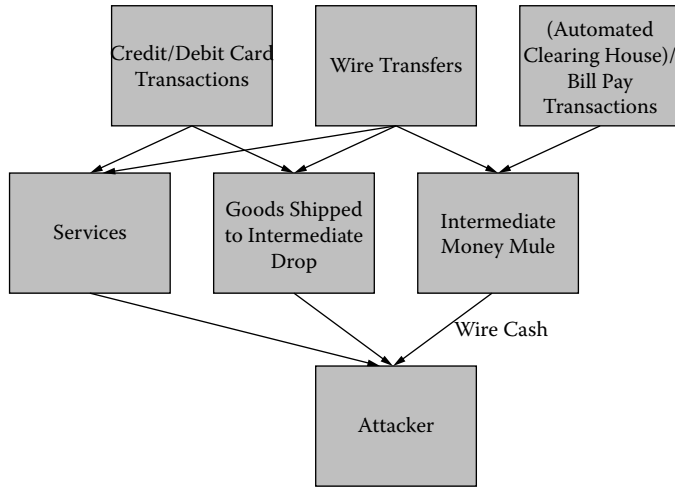 Credit/Debit Card
Transactions
Wire Transfers
(Automated
Clearing House)/
Bill Pay
Transactions
Services
Goods Shipped
to Intermediate
Drop
Intermediate
Money Mule
Wire Cash
Attacker